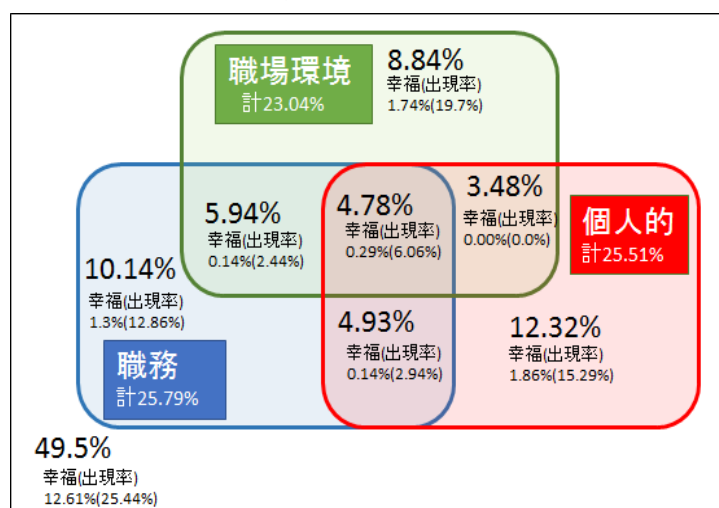 職場環境
計23.04%
8.84%
幸福(出現率)
1.74%(19.7%)
5.94%
幸福(出現率)
0.14%(2.44%)
4.78%
幸福(出現率)
0.29%(6.06%)
3.48%
幸福(出現率)
0.00%(0.0%)
個人的
計25.51%
10.14%
幸福(出現率)
1.3%(12.86%)
職務
計25.79%
4.93%
幸福(出現率)
0.14%(2.94%)
12.32%
幸福(出現率)
1.86%(15.29%)
49.5%
幸福(出現率)
12.61%(25.44%)